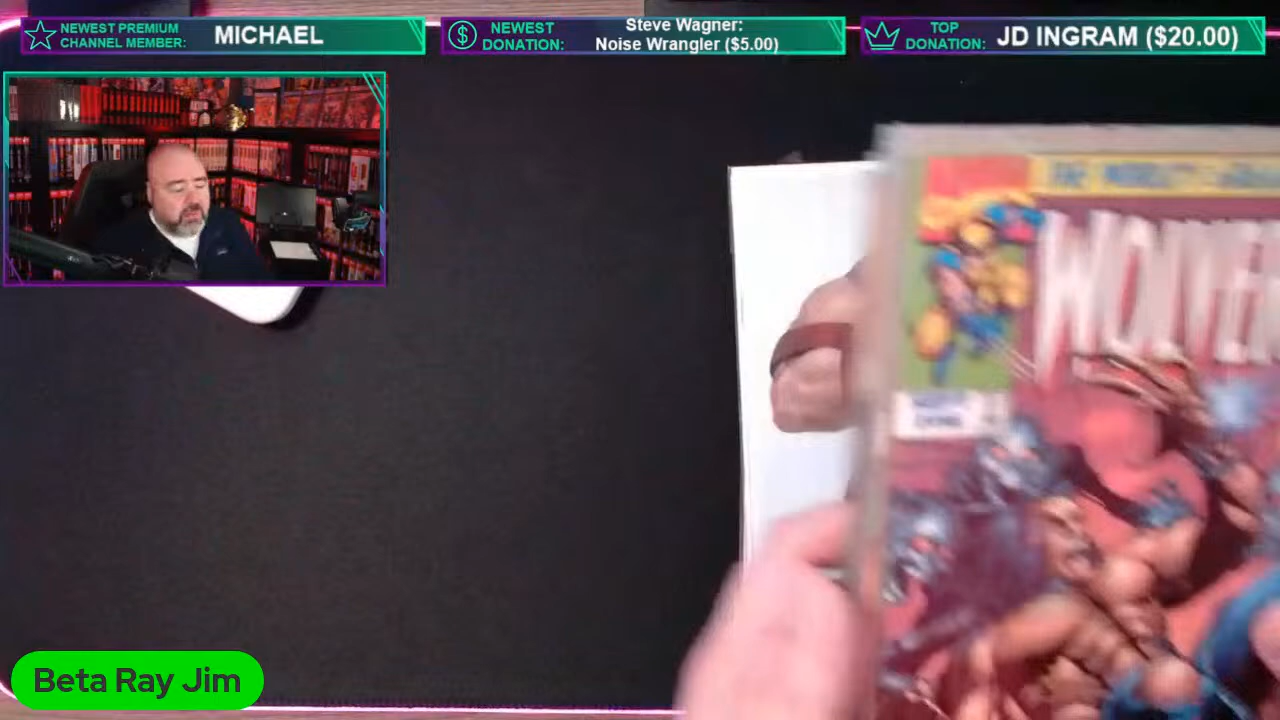 NEWEST PREMIUM
CHANNEL MEMBER:
MICHAEL
NEWEST
DONATION:
Steve Wagner:
Noise Wrangler ($5.00)
TOP
DONATION:
JD INGRAM ($20.00)
WOLVE
Beta Ray Jim